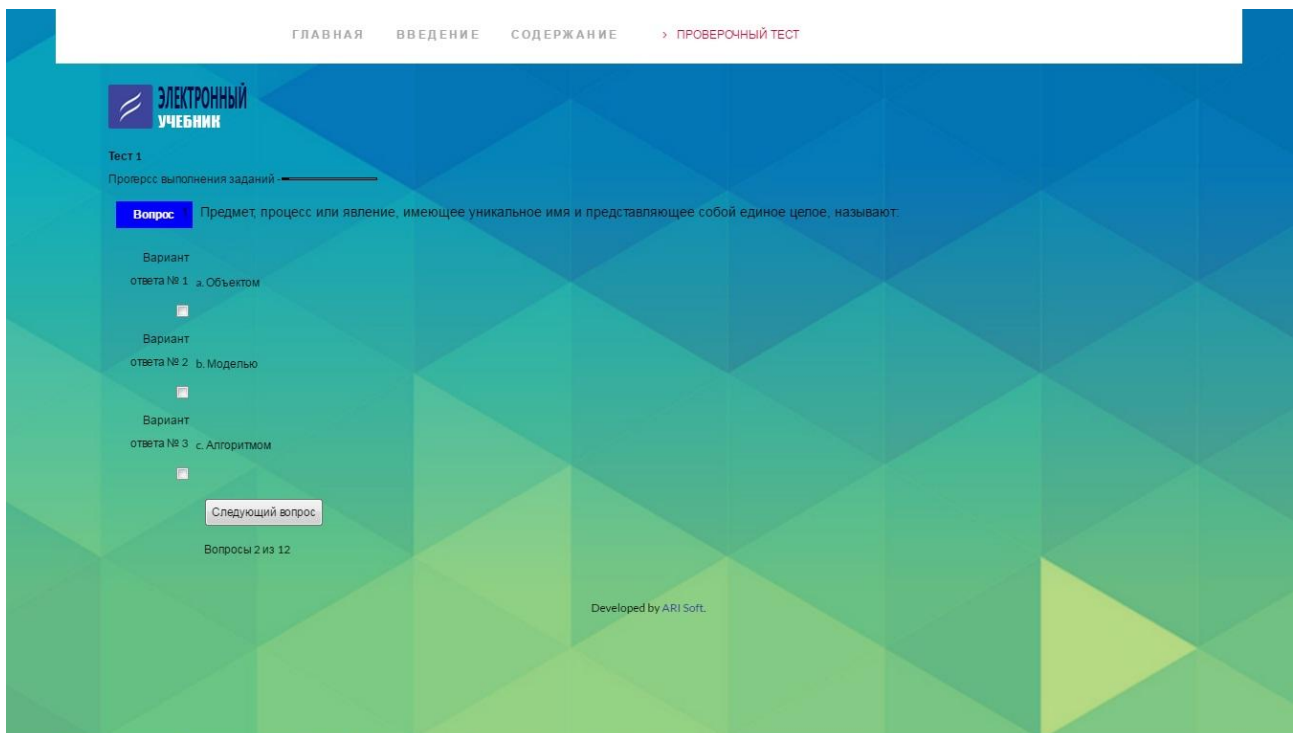 ГЛАВНАЯ ВВЕДЕНИЕ СОДЕРЖАНИЕ > ПРОВЕРОЧНЫЙ ТЕСТ
ЭЛЕКТРОННЫЙ
УЧЕБНИК
Тест 1
Прогерсс выполнения заданий -
Вопрос Предмет, процесс или явление, имеющее уникальное имя и представляющее собой единое целое, называют:
Вариант
ответа № 1 a. Объектом
Вариант
ответа № 2 b. Моделью
Вариант
ответа № 3 c. Алгоритмом
Следующий вопрос
Вопросы 2 из 12
Developed by ARI Soft.